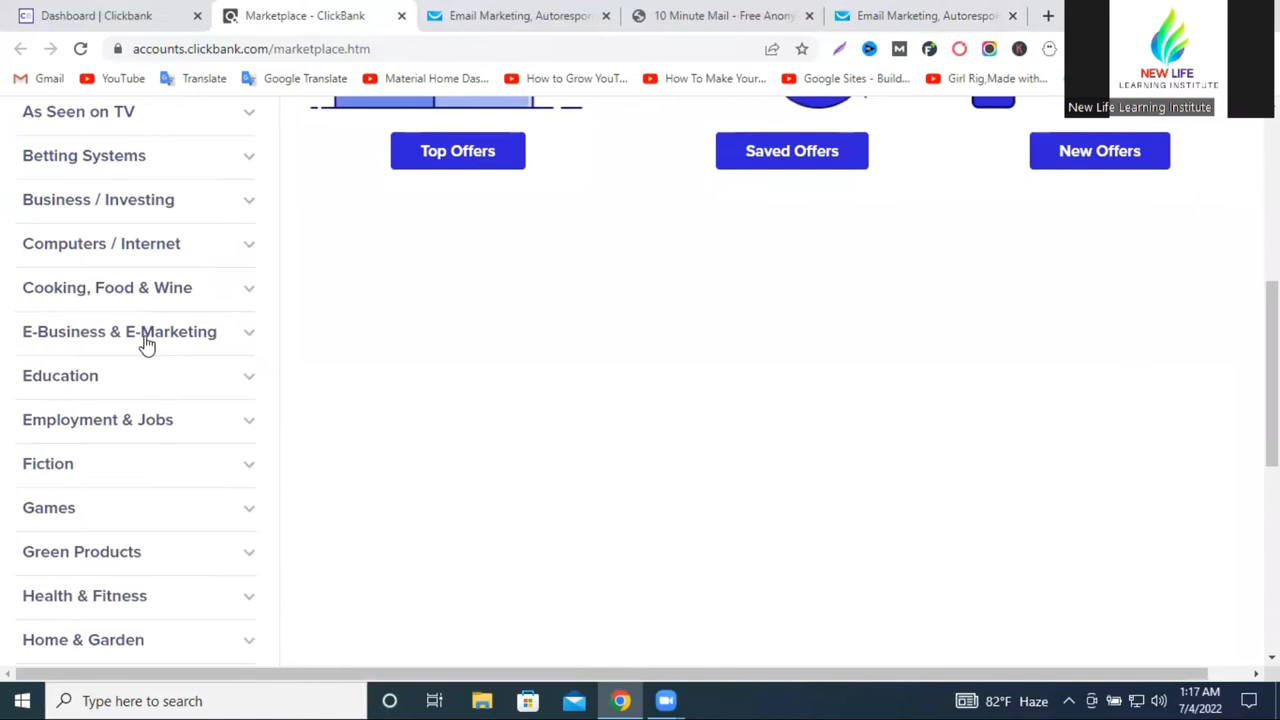 Dashboard | Clickbank
Marketplace - ClickBank
Email Marketing, Autorespor
10 Minute Mail - Free Anony
Email Marketing, Autorespor
accounts.clickbank.com/marketplace.htm
Gmail
YouTube
Translate
Google Translate
Material Home Das...
How to Grow YouT...
How To Make Your...
Google Sites - Build...
Girl Rig,Made with...
NEW LIFE
LEARNING INSTITUTE
New Life Learning Institute
As Seen on TV
Betting Systems
Business / Investing
Computers / Internet
Cooking, Food & Wine
E-Business & E-Marketing
Education
Employment & Jobs
Fiction
Games
Green Products
Health & Fitness
Home & Garden
Top Offers
Saved Offers
New Offers
Type here to search
82°F Haze
1:17 AM
7/4/2022